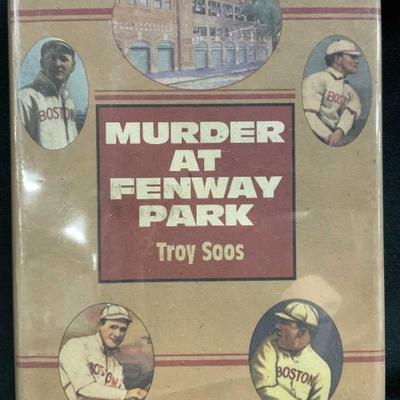 BOSTON
BOSTON
MURDER
AT
FENWAY
PARK
Troy Soos
BOSTON
BOSTON